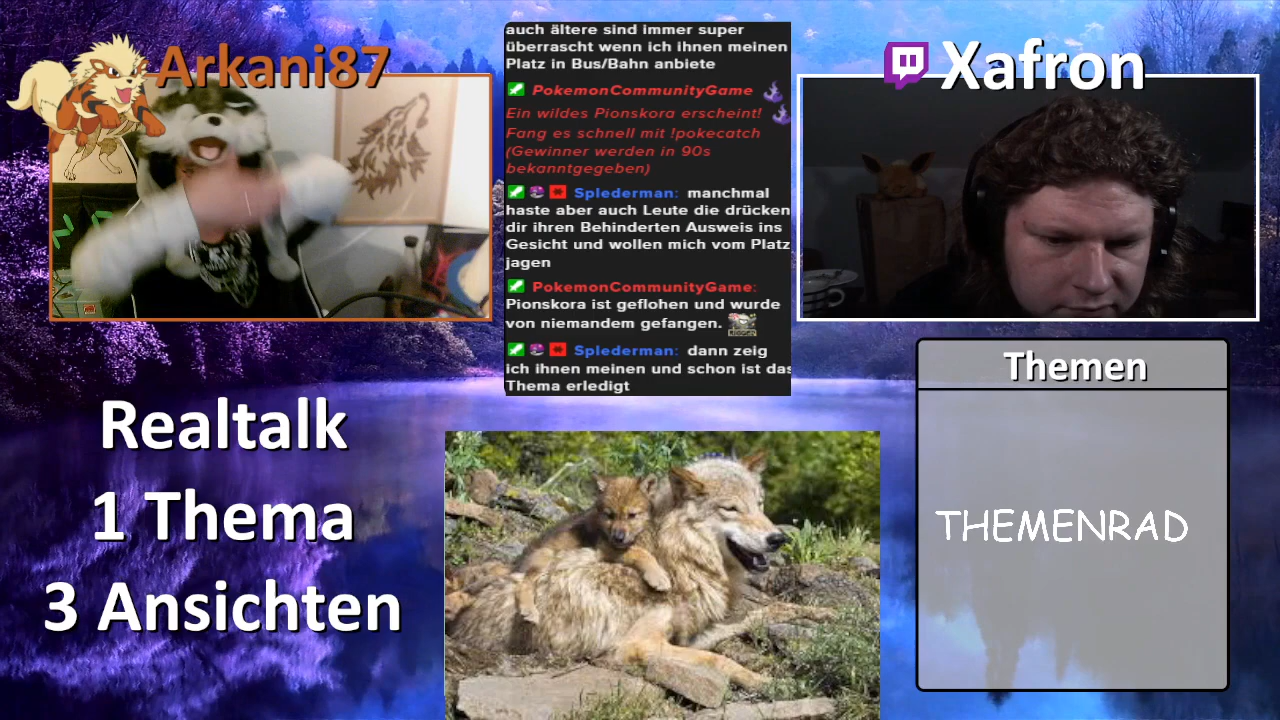 Arkani87
auch ältere sind immer super
überrascht wenn ich ihnen meinen
Platz in Bus/Bahn anbiete
PokemonCommunityGame
Ein wildes Pionskora erscheint!
Fang es schnell mit !pokecatch
(Gewinner werden in 90s
bekanntgegeben)
Splederman: manchmal
haste aber auch Leute die drücken
dir ihren Behinderten Ausweis ins
Gesicht und wollen mich vom Platz
jagen
PokemonCommunityGame:
Pionskora ist geflohen und wurde
von niemandem gefangen.
Splederman: dann zeig
ich ihnen meinen und schon ist das
Thema erledigt
Xafron
Realtalk
1 Thema
3 Ansichten
Themen
THEMENRAD